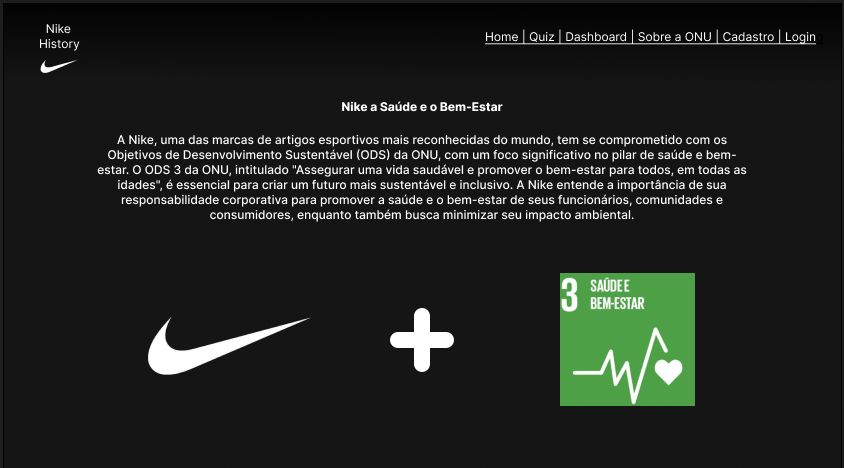 Nike
History
Home | Quiz | Dashboard | Sobre a ONU | Cadastro | Login
Nike a Saúde e o Bem-Estar
A Nike, uma das marcas de artigos esportivos mais reconhecidas do mundo, tem se comprometido com os
Objetivos de Desenvolvimento Sustentável (ODS) da ONU, com um foco significativo no pilar de saúde e bem-
estar. O ODS 3 da ONU, intitulado "Assegurar uma vida saudável e promover o bem-estar para todos, em todas as
idades", é essencial para criar um futuro mais sustentável e inclusivo. A Nike entende a importância de sua
responsabilidade corporativa para promover a saúde e o bem-estar de seus funcionários, comunidades e
consumidores, enquanto também busca minimizar seu impacto ambiental.
3 SAÚDE E
BEM-ESTAR